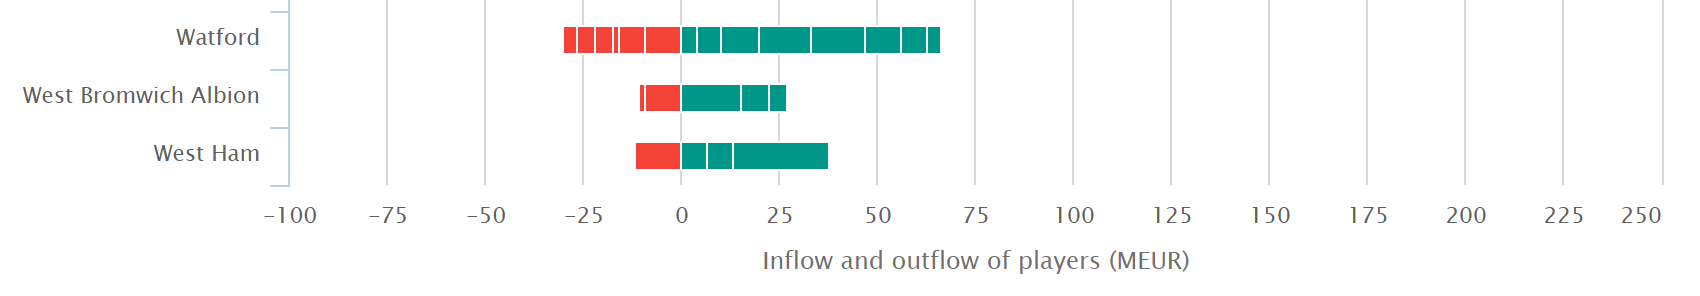 Watford
West Bromwich Albion
West Ham
-100 -75 -50 -25 0 25 50 75 100 125 150 175 200 225 250
Inflow and outflow of players (MEUR)